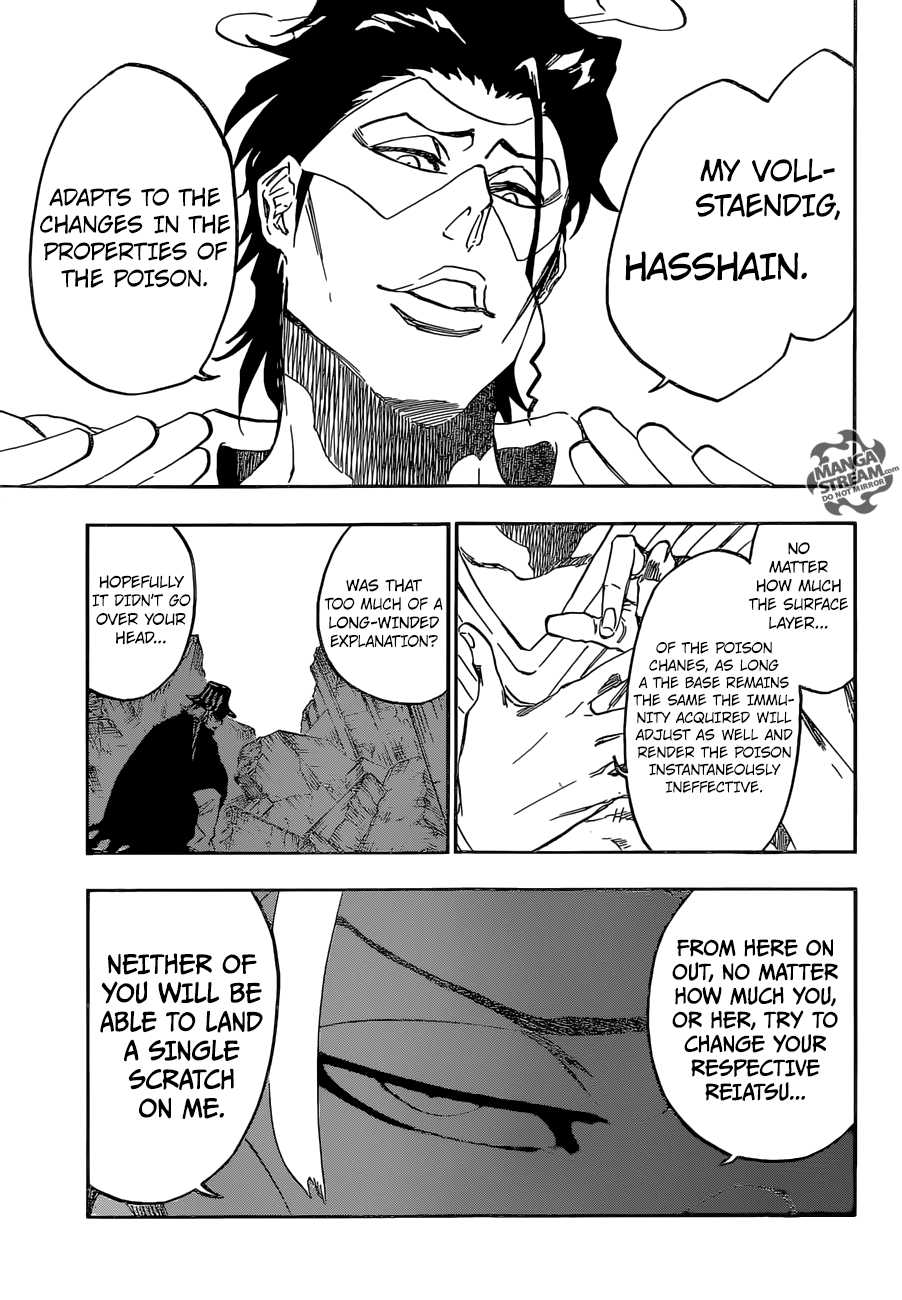 MY VOLL-
STAENDIG,
HASSHAIN.
ADAPTS TO THE
CHANGES IN THE
PROPERTIES OF
THE POISON.
MANGA
STREAM.com
DO NOT MIRROR
NO
MATTER
HOW MUCH
THE SURFACE
LAYER...
OF THE POISON
CHANES, AS LONG
A THE BASE REMAINS
THE SAME THE IMMU-
NITY ACQUIRED WILL
ADJUST AS WELL AND
RENDER THE POISON
INSTANTANEOUSLY
INEFFECTIVE.
WAS THAT
TOO MUCH OF A
LONG-WINDED
EXPLANATION?
HOPEFULLY
IT DIDN'T GO
OVER YOUR
HEAD...
FROM HERE ON
OUT, NO MATTER
HOW MUCH YOU,
OR HER, TRY TO
CHANGE YOUR
RESPECTIVE
REIATSU...
NEITHER OF
YOU WILL BE
ABLE TO LAND
A SINGLE
SCRATCH
ON ME.